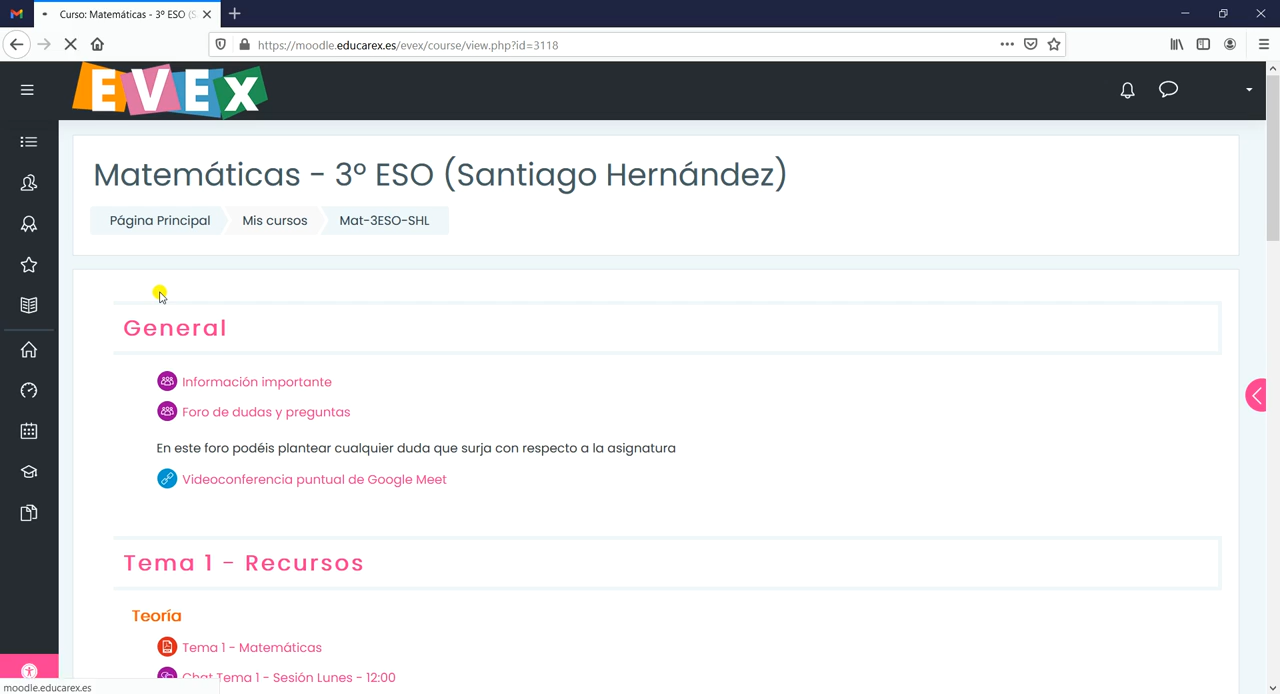 Curso: Matemáticas - 3º ESO (S
https://moodle.educarex.es/evex/course/view.php?id=3118
EVEX
Matemáticas - 3º ESO (Santiago Hernández)
Página Principal
Mis cursos
Mat-3ESO-SHL
General
Información importante
Foro de dudas y preguntas
En este foro podéis plantear cualquier duda que surja con respecto a la asignatura
Videoconferencia puntual de Google Meet
Tema 1 - Recursos
Teoría
Tema 1 - Matemáticas
Chat Tema 1 - Sesión Lunes - 12:00
moodle.educarex.es